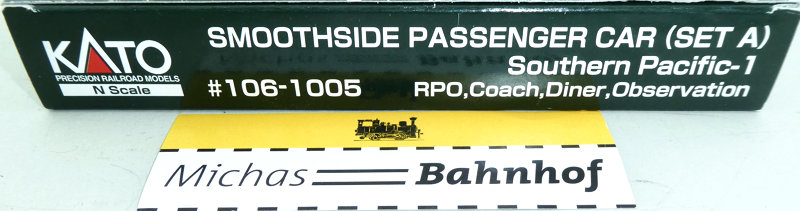 KATO
PRECISION RAILROAD MODELS
N Scale
SMOOTHSIDE PASSENGER CAR (SET A)
Southern Pacific-1
#106-1005 RPO,Coach,Diner,Observation
Michas Bahnhof